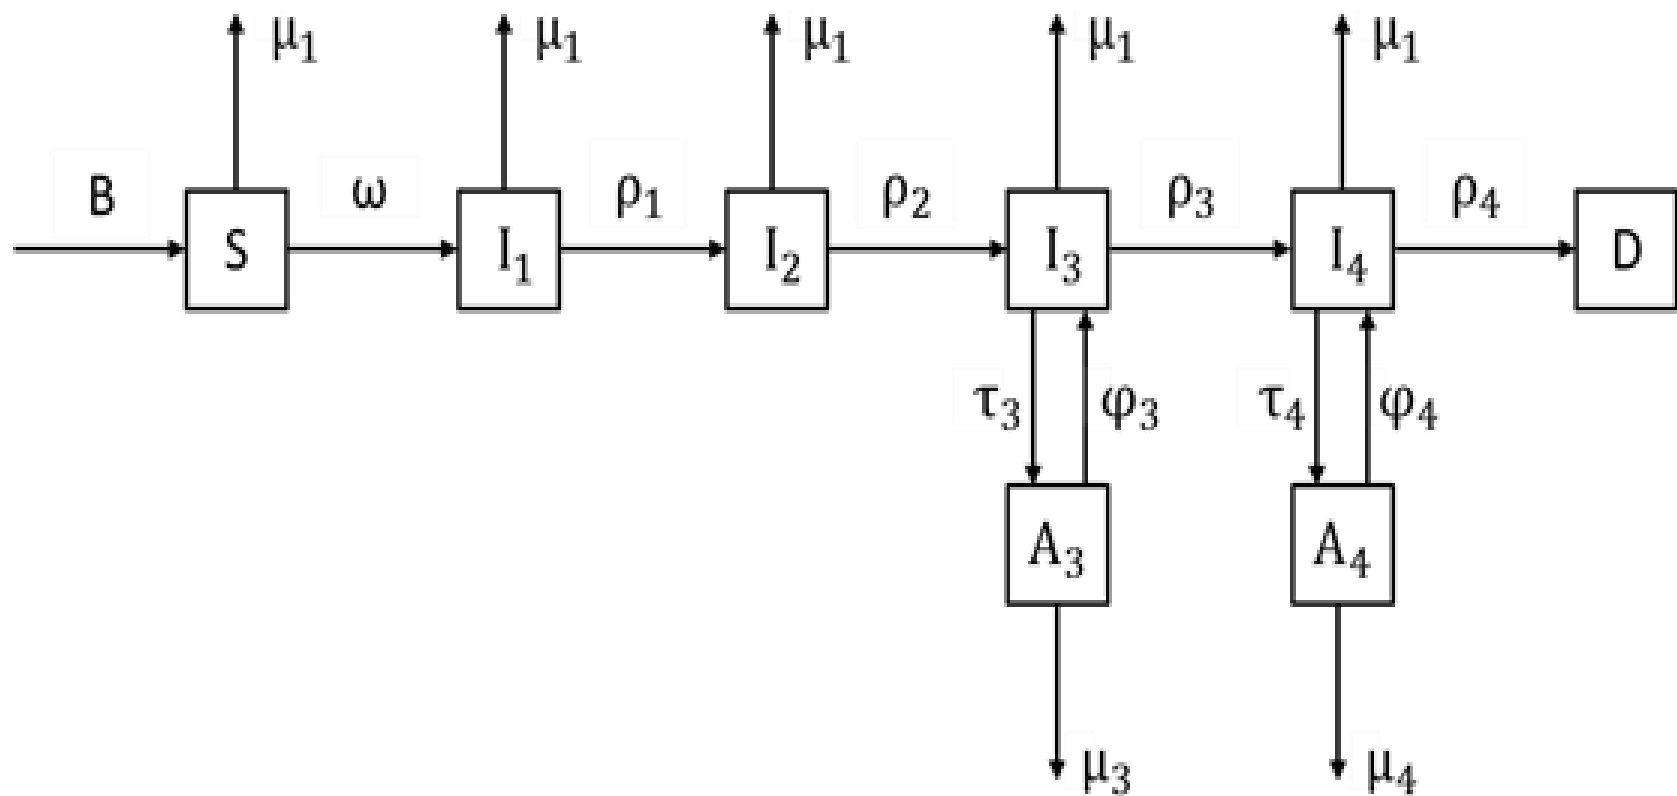 μ₁ μ₁ μ₁ μ₁ μ₁
B ω ρ₁ ρ₂ ρ₃ ρ₄
S I₁ I₂ I₃ I₄ D
τ₃ φ₃ τ₄ φ₄
A₃ A₄
μ₃ μ₄